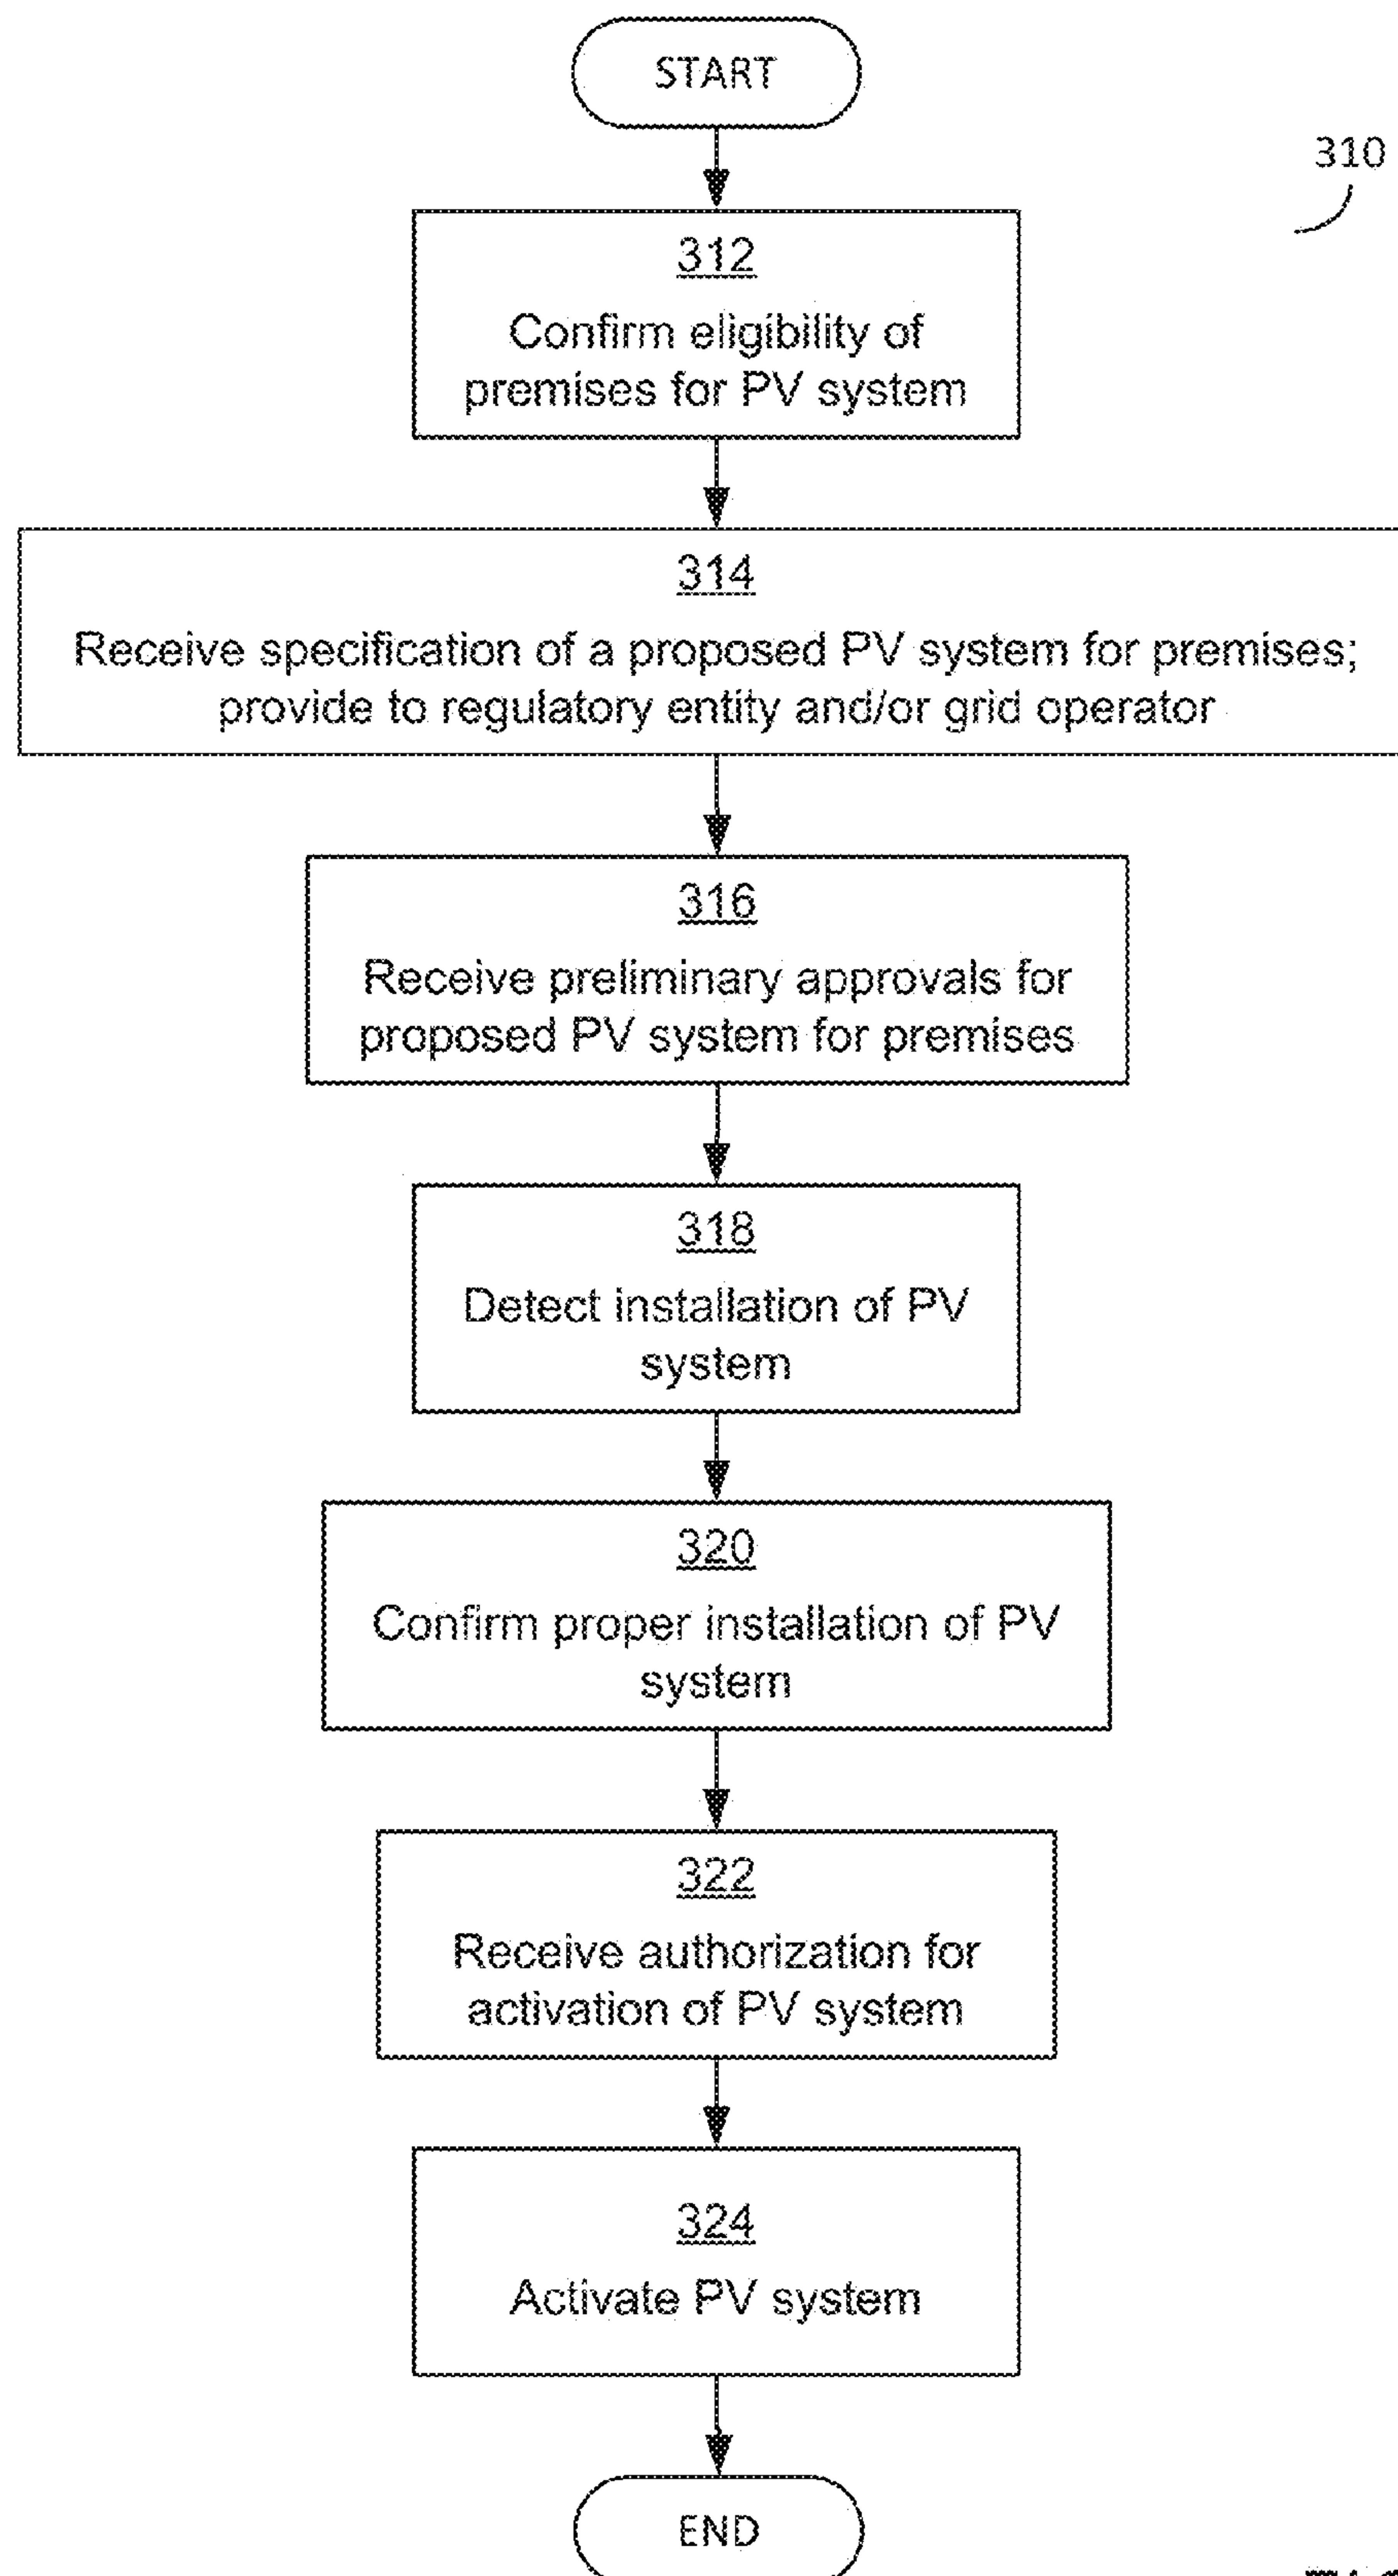 START
310
312
Confirm eligibility of
premises for PV system
314
Receive specification of a proposed PV system for premises;
provide to regulatory entity and/or grid operator
316
Receive preliminary approvals for
proposed PV system for premises
318
Detect installation of PV
system
320
Confirm proper installation of PV
system
322
Receive authorization for
activation of PV system
324
Activate PV system
END